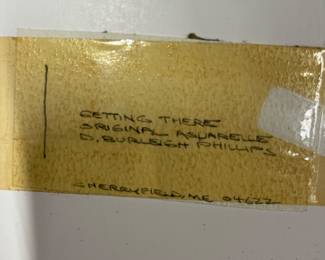 GETTING THERE
ORIGINAL AQUARELLE
D. BURLEIGH PHILLIPS
CHERRYFIELD, ME 04622